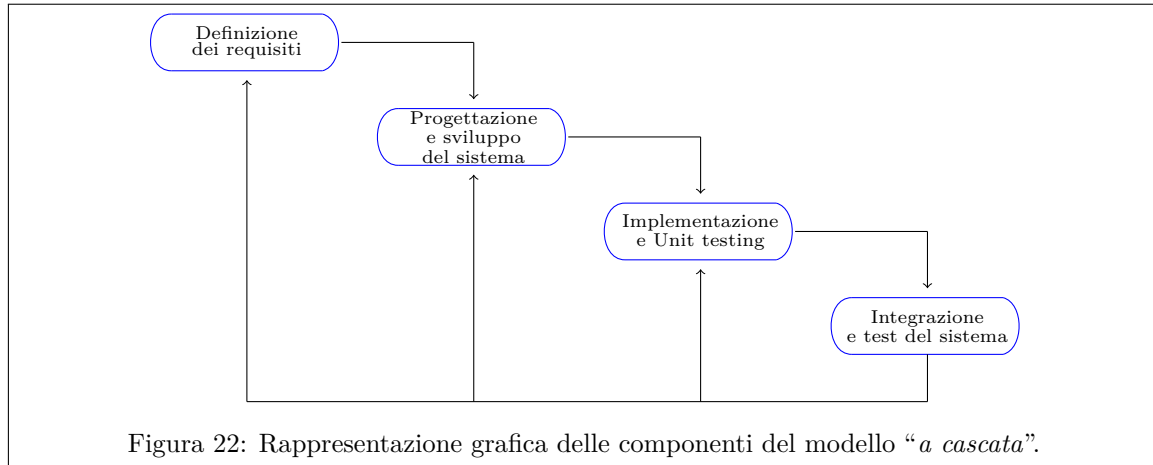 Definizione
dei requisiti
Progettazione
e sviluppo
del sistema
Implementazione
e Unit testing
Integrazione
e test del sistema
Figura 22: Rappresentazione grafica delle componenti del modello “a cascata”.